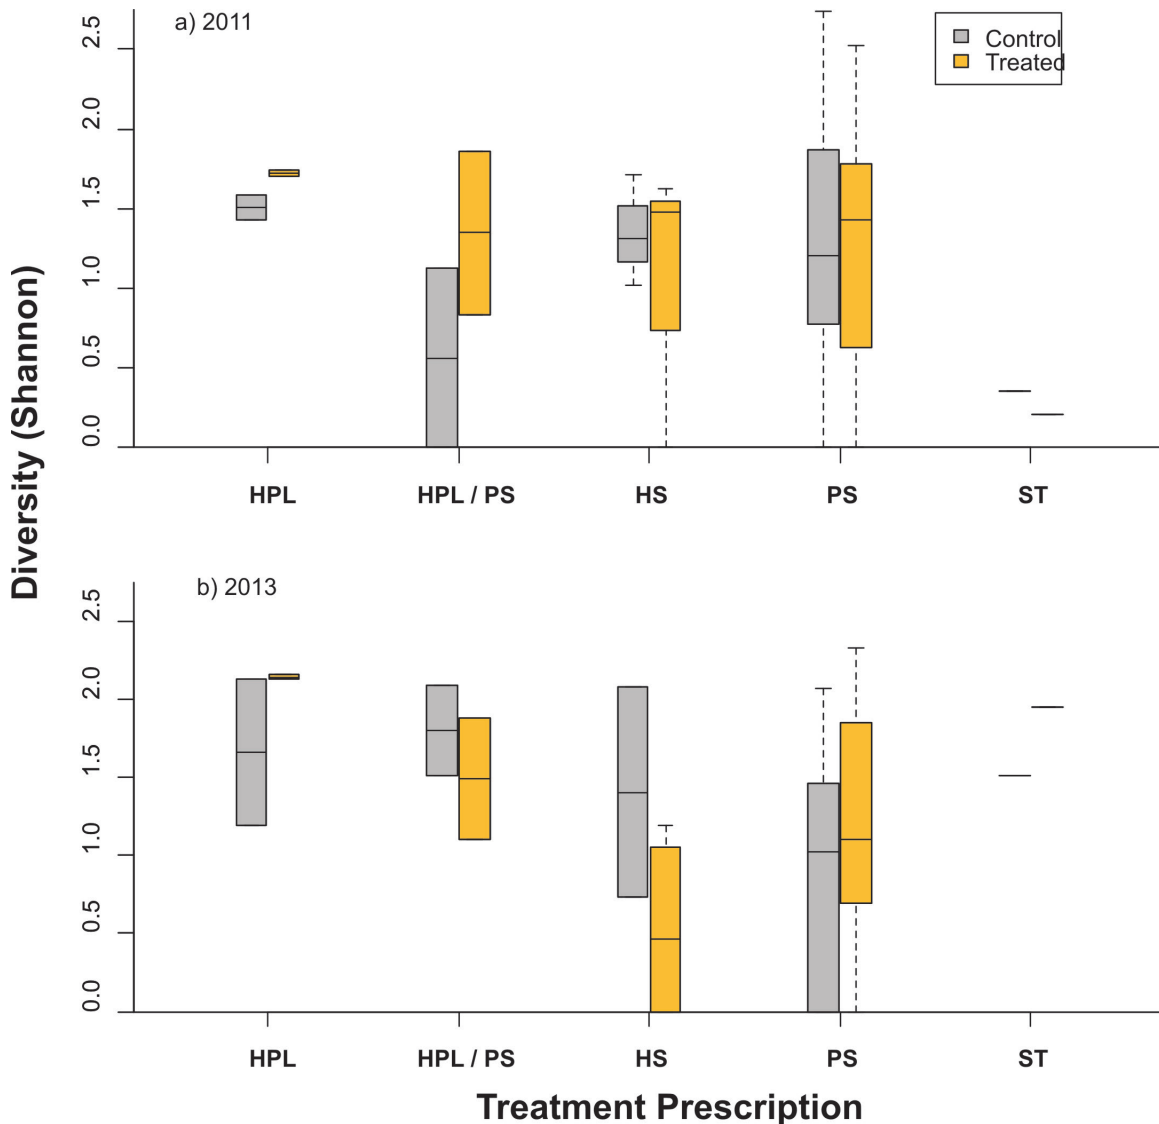 a) 2011
Control
Treated
2.5
2.0
1.5
1.0
0.5
0.0
HPL
HPL / PS
HS
PS
ST
Diversity (Shannon)
b) 2013
2.5
2.0
1.5
1.0
0.5
0.0
HPL
HPL / PS
HS
PS
ST
Treatment Prescription